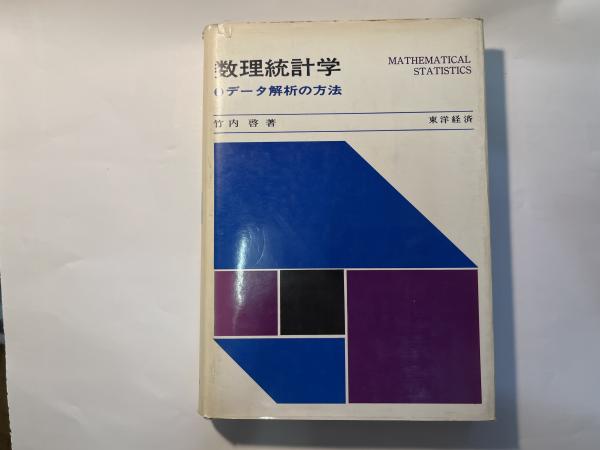 数理統計学
MATHEMATICAL
STATISTICS
データ解析の方法
竹内 啓 著
東洋経済